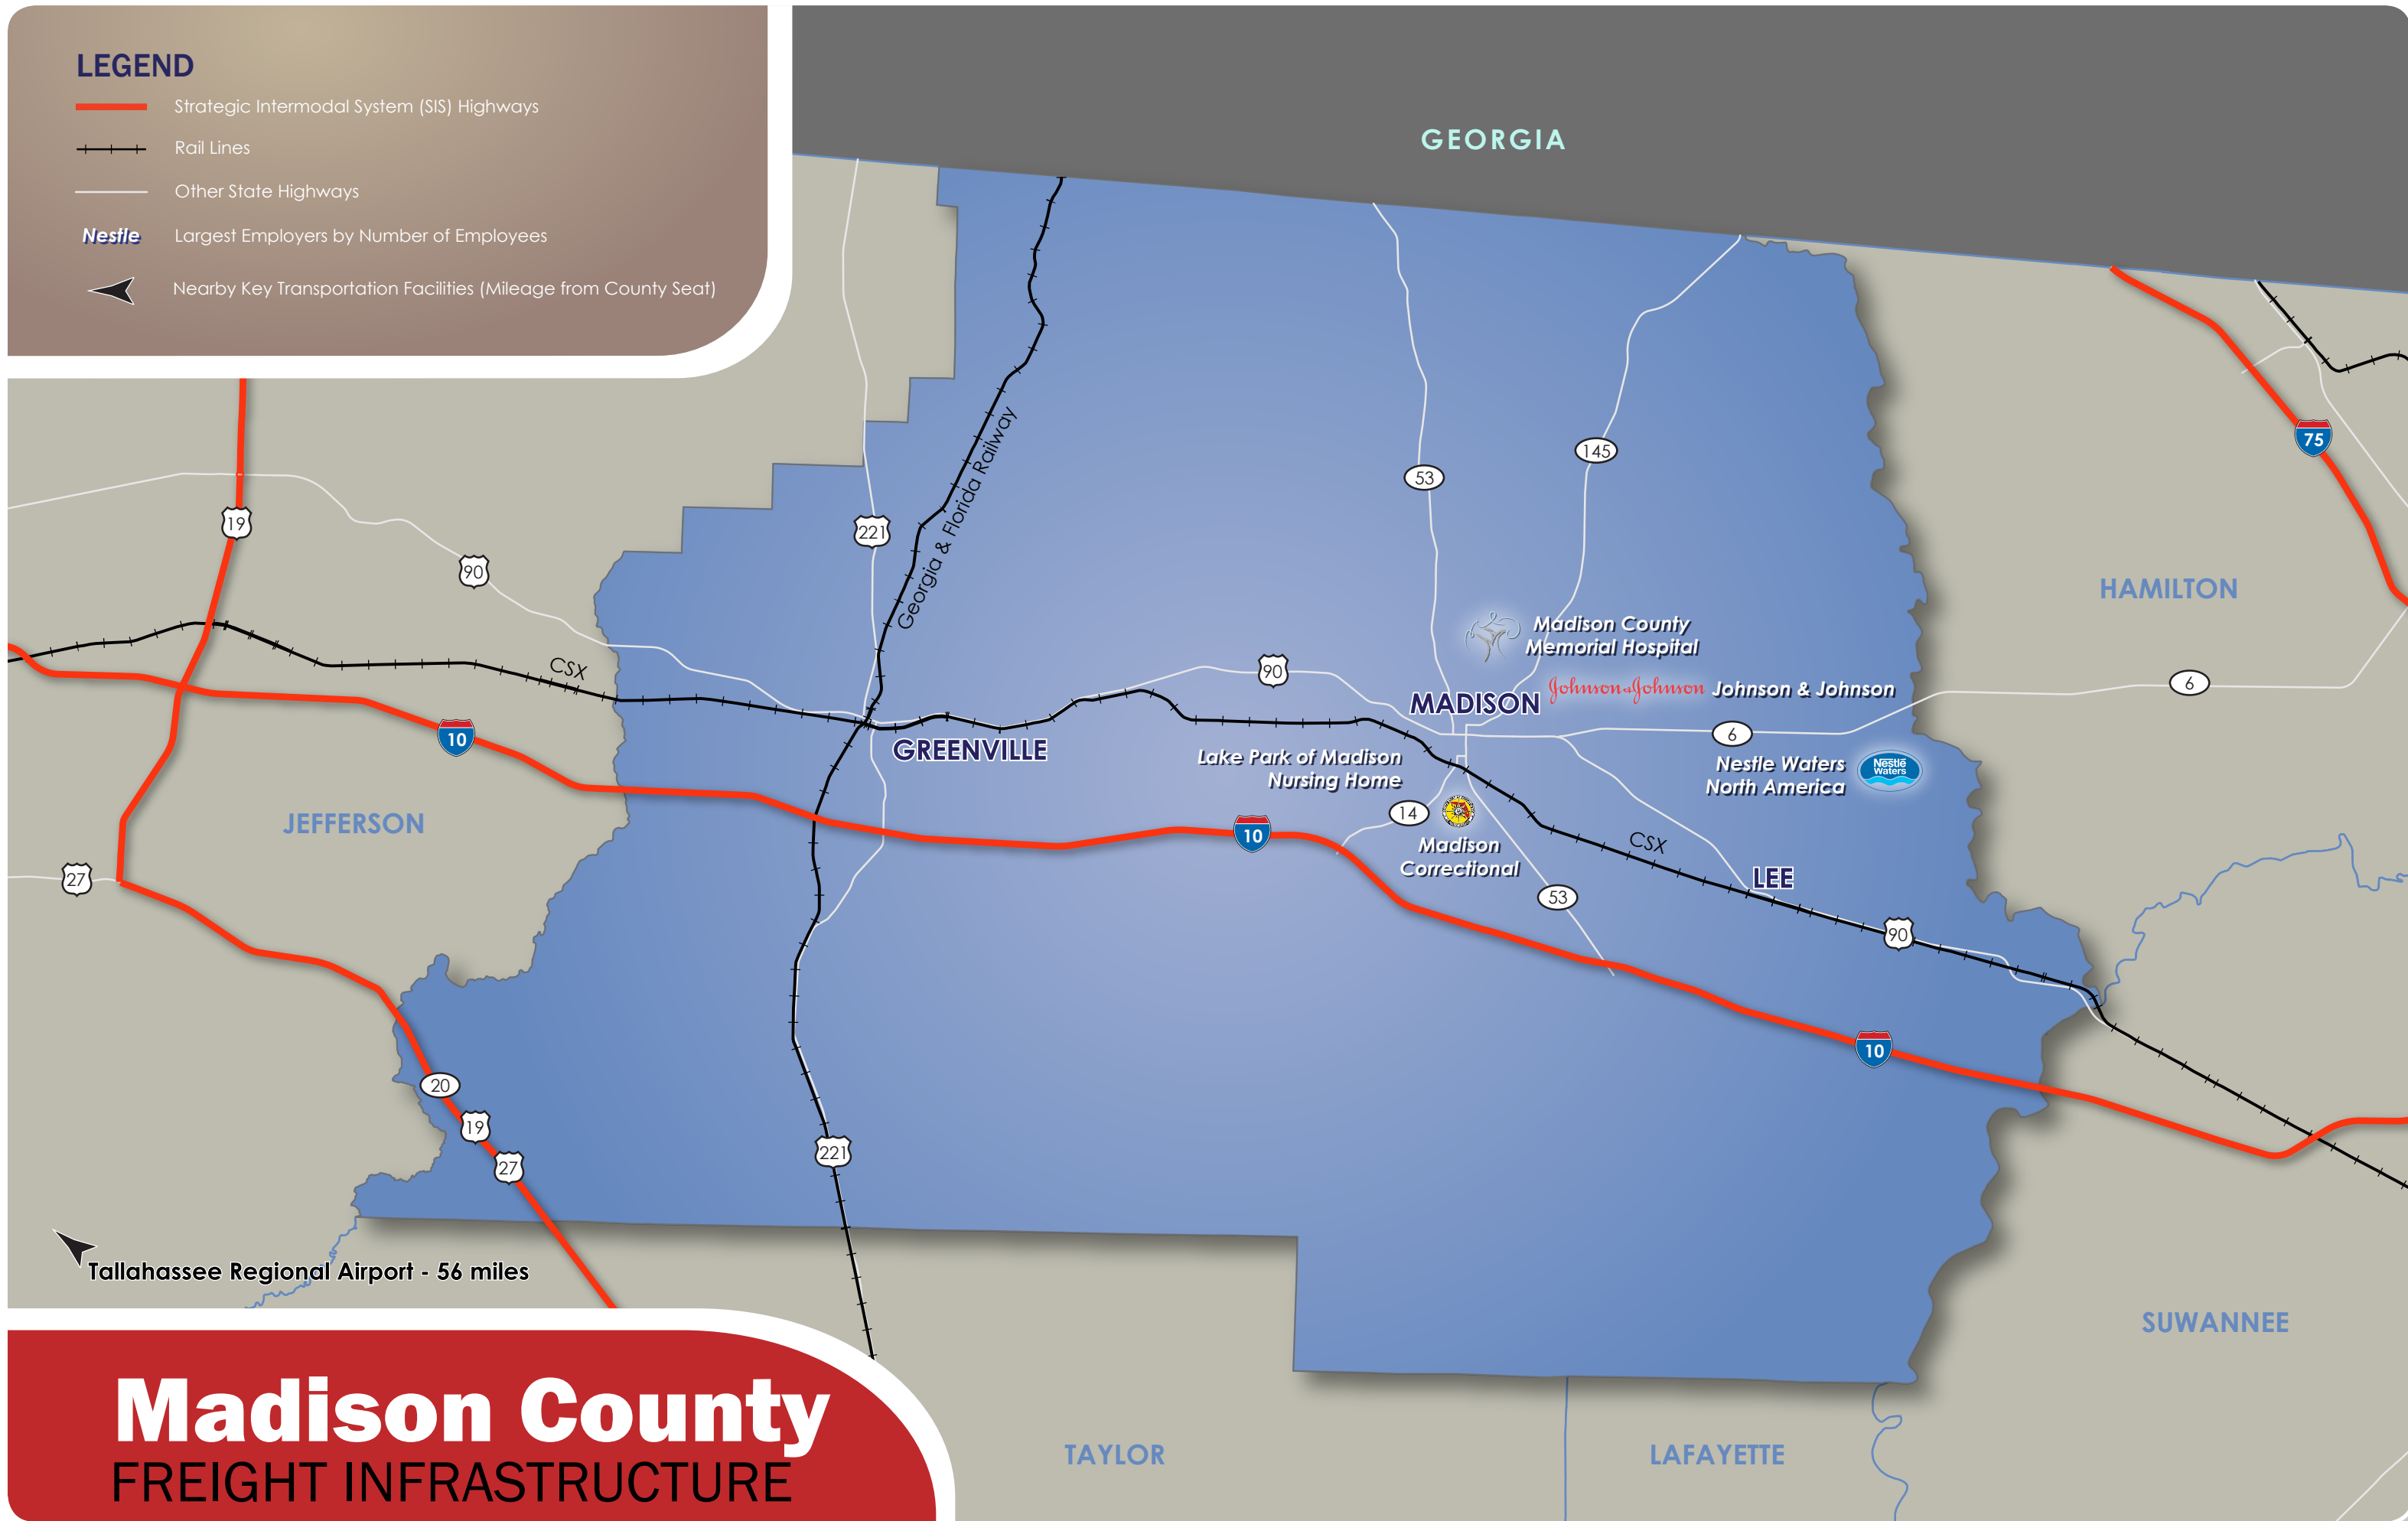 LEGEND
Strategic Intermodal System (SIS) Highways
Rail Lines
Other State Highways
Nestle Largest Employers by Number of Employees
Nearby Key Transportation Facilities (Mileage from County Seat)
GEORGIA
75
53
145
19
221
Georgia & Florida Railway
90
HAMILTON
Madison County
Memorial Hospital
CSX
90
6
Johnson & Johnson Johnson & Johnson
MADISON
10
6
GREENVILLE
Lake Park of Madison
Nursing Home
Nestle Waters
North America
Nestle
Waters
JEFFERSON
14
10
Madison
Correctional
CSX
27
LEE
53
90
10
20
19
27
221
Tallahassee Regional Airport - 56 miles
SUWANNEE
Madison County
FREIGHT INFRASTRUCTURE
TAYLOR
LAFAYETTE